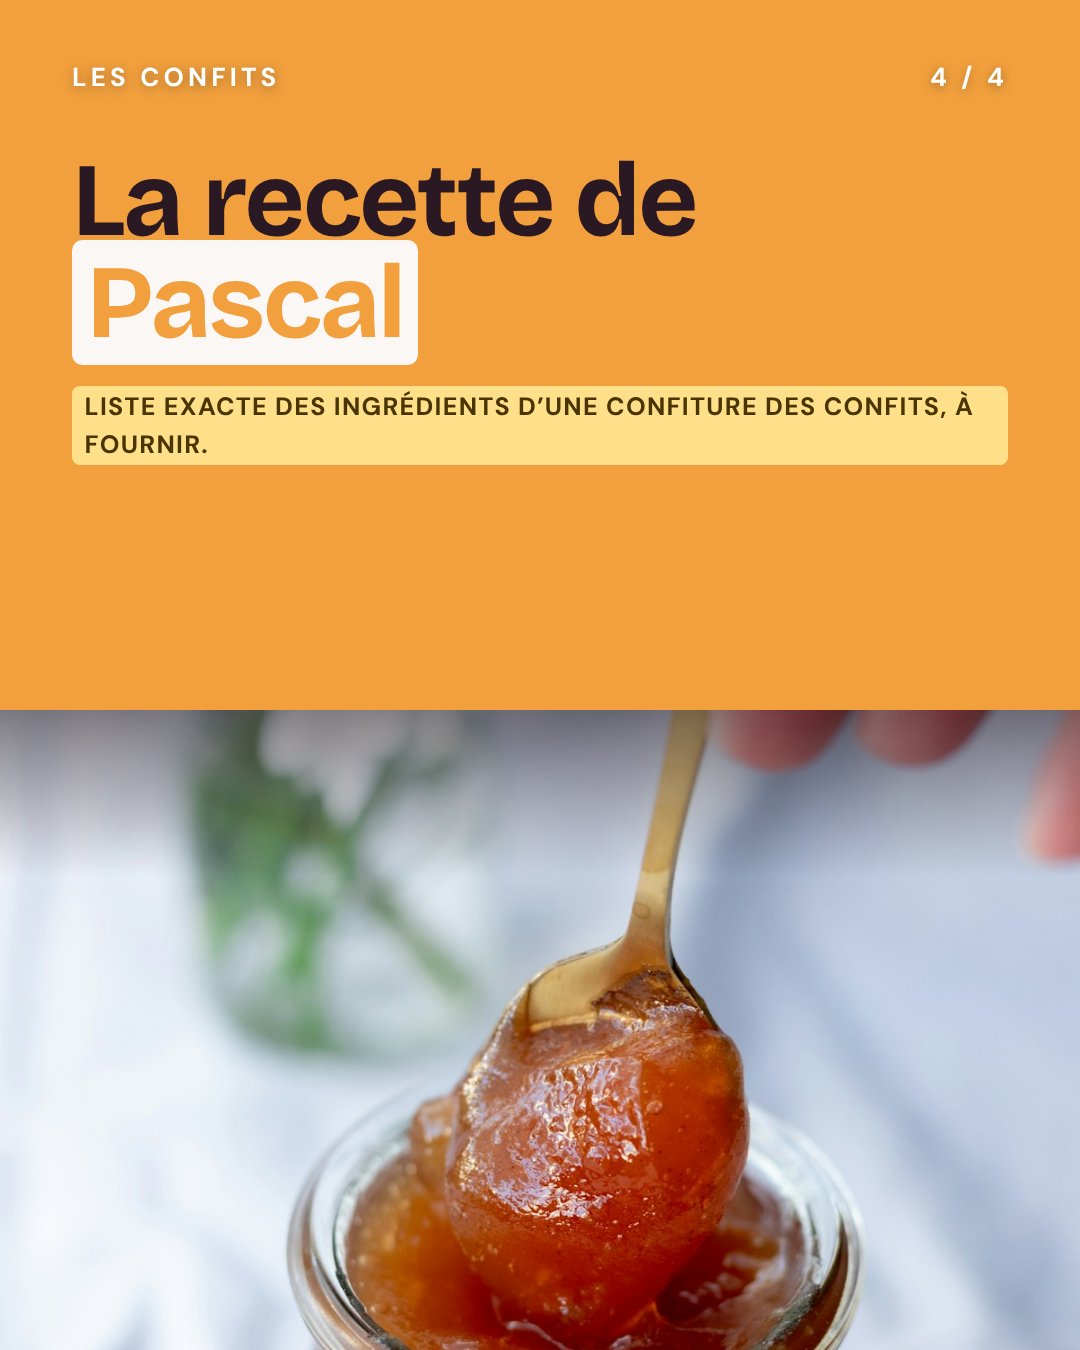 LES CONFITS
4 / 4
La recette de
Pascal
LISTE EXACTE DES INGRÉDIENTS D’UNE CONFITURE DES CONFITS, À
FOURNIR.